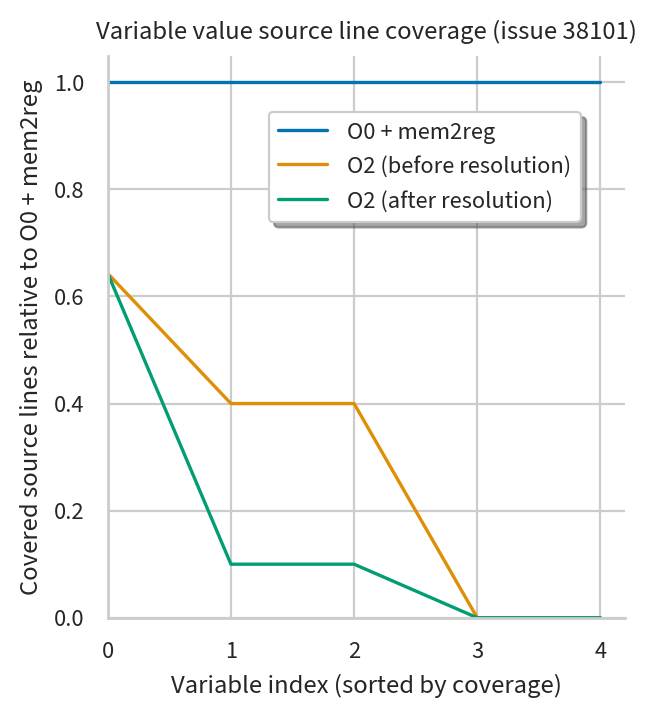 Variable value source line coverage (issue 38101)
Covered source lines relative to O0 + mem2reg
1.0
0.8
0.6
0.4
0.2
0.0
O0 + mem2reg
O2 (before resolution)
O2 (after resolution)
0 1 2 3 4
Variable index (sorted by coverage)